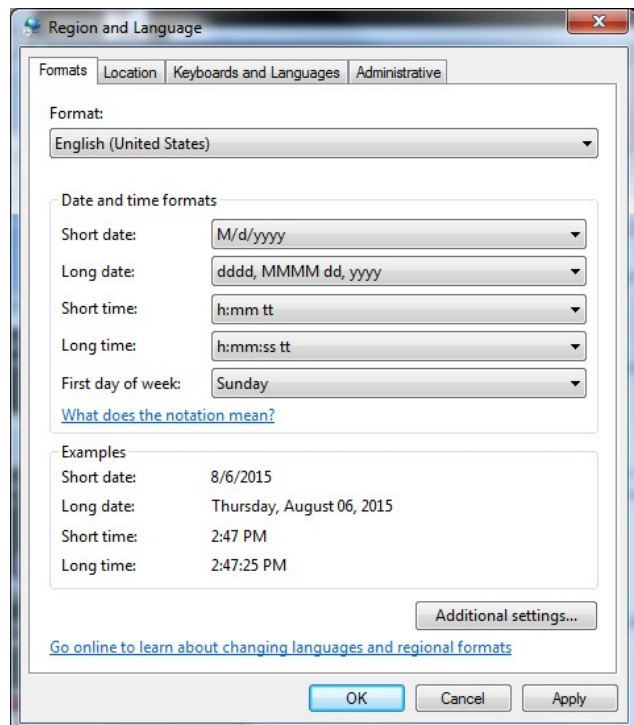 Region and Language
Formats Location Keyboards and Languages Administrative
Format:
English (United States)
Date and time formats
Short date: M/d/yyyy
Long date: dddd, MMMM dd, yyyy
Short time: h:mm tt
Long time: h:mm:ss tt
First day of week: Sunday
What does the notation mean?
Examples
Short date: 8/6/2015
Long date: Thursday, August 06, 2015
Short time: 2:47 PM
Long time: 2:47:25 PM
Additional settings...
Go online to learn about changing languages and regional formats
OK Cancel Apply